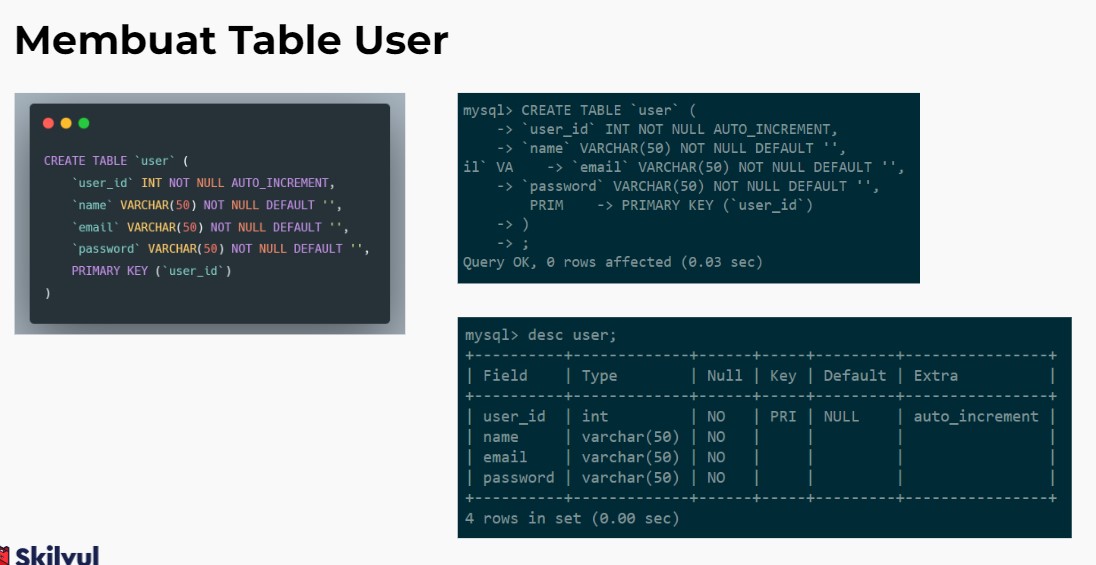 Membuat Table User
CREATE TABLE `user` (
    `user_id` INT NOT NULL AUTO_INCREMENT,
    `name` VARCHAR(50) NOT NULL DEFAULT '',
    `email` VARCHAR(50) NOT NULL DEFAULT '',
    `password` VARCHAR(50) NOT NULL DEFAULT '',
    PRIMARY KEY (`user_id`)
)
mysql> CREATE TABLE `user` (
    -> `user_id` INT NOT NULL AUTO_INCREMENT,
    -> `name` VARCHAR(50) NOT NULL DEFAULT '',
il` VA    -> `email` VARCHAR(50) NOT NULL DEFAULT '',
    -> `password` VARCHAR(50) NOT NULL DEFAULT '',
        PRIM    -> PRIMARY KEY (`user_id`)
    -> )
    -> ;
Query OK, 0 rows affected (0.03 sec)
mysql> desc user;
+----------+-------------+------+-----+---------+----------------+
| Field    | Type        | Null | Key | Default | Extra          |
+----------+-------------+------+-----+---------+----------------+
| user_id  | int         | NO   | PRI | NULL    | auto_increment |
| name     | varchar(50) | NO   |     |         |                |
| email    | varchar(50) | NO   |     |         |                |
| password | varchar(50) | NO   |     |         |                |
+----------+-------------+------+-----+---------+----------------+
4 rows in set (0.00 sec)
Skilvul